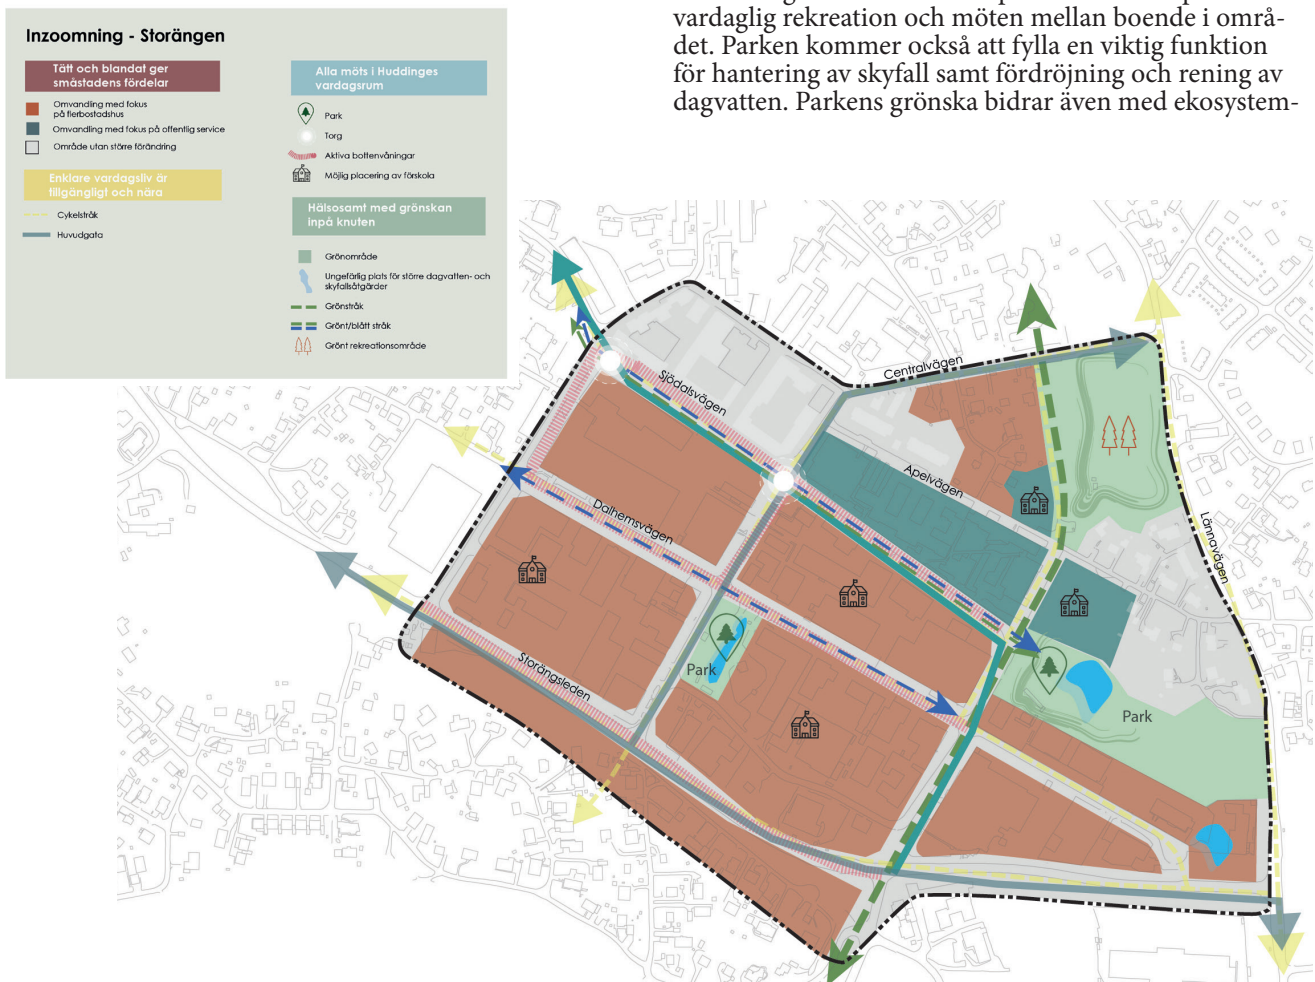 vardaglig rekreation och möten mellan boende i områ-
det. Parken kommer också att fylla en viktig funktion
för hantering av skyfall samt fördröjning och rening av
dagvatten. Parkens grönska bidrar även med ekosystem-
Inzoomning - Storängen
Tätt och blandat ger
småstadens fördelar
Omvandling med fokus
på flerbostadshus
Omvandling med fokus på offentlig service
Område utan större förändring
Enklare vardagsliv är
tillgängligt och nära
Cykelstråk
Huvudgata
Alla möts i Huddinges
vardagsrum
Park
Torg
Aktiva bottenvåningar
Möjlig placering av förskola
Hälsosamt med grönskan
inpå knuten
Grönområde
Ungefärlig plats för större dagvatten- och
skyfallsåtgärder
Grönstråk
Grönt/blått stråk
Grönt rekreationsområde
Centralvägen
Sjödalsvägen
Apelvägen
Dalhemsvägen
Lännavägen
Storängsleden
Park
Park